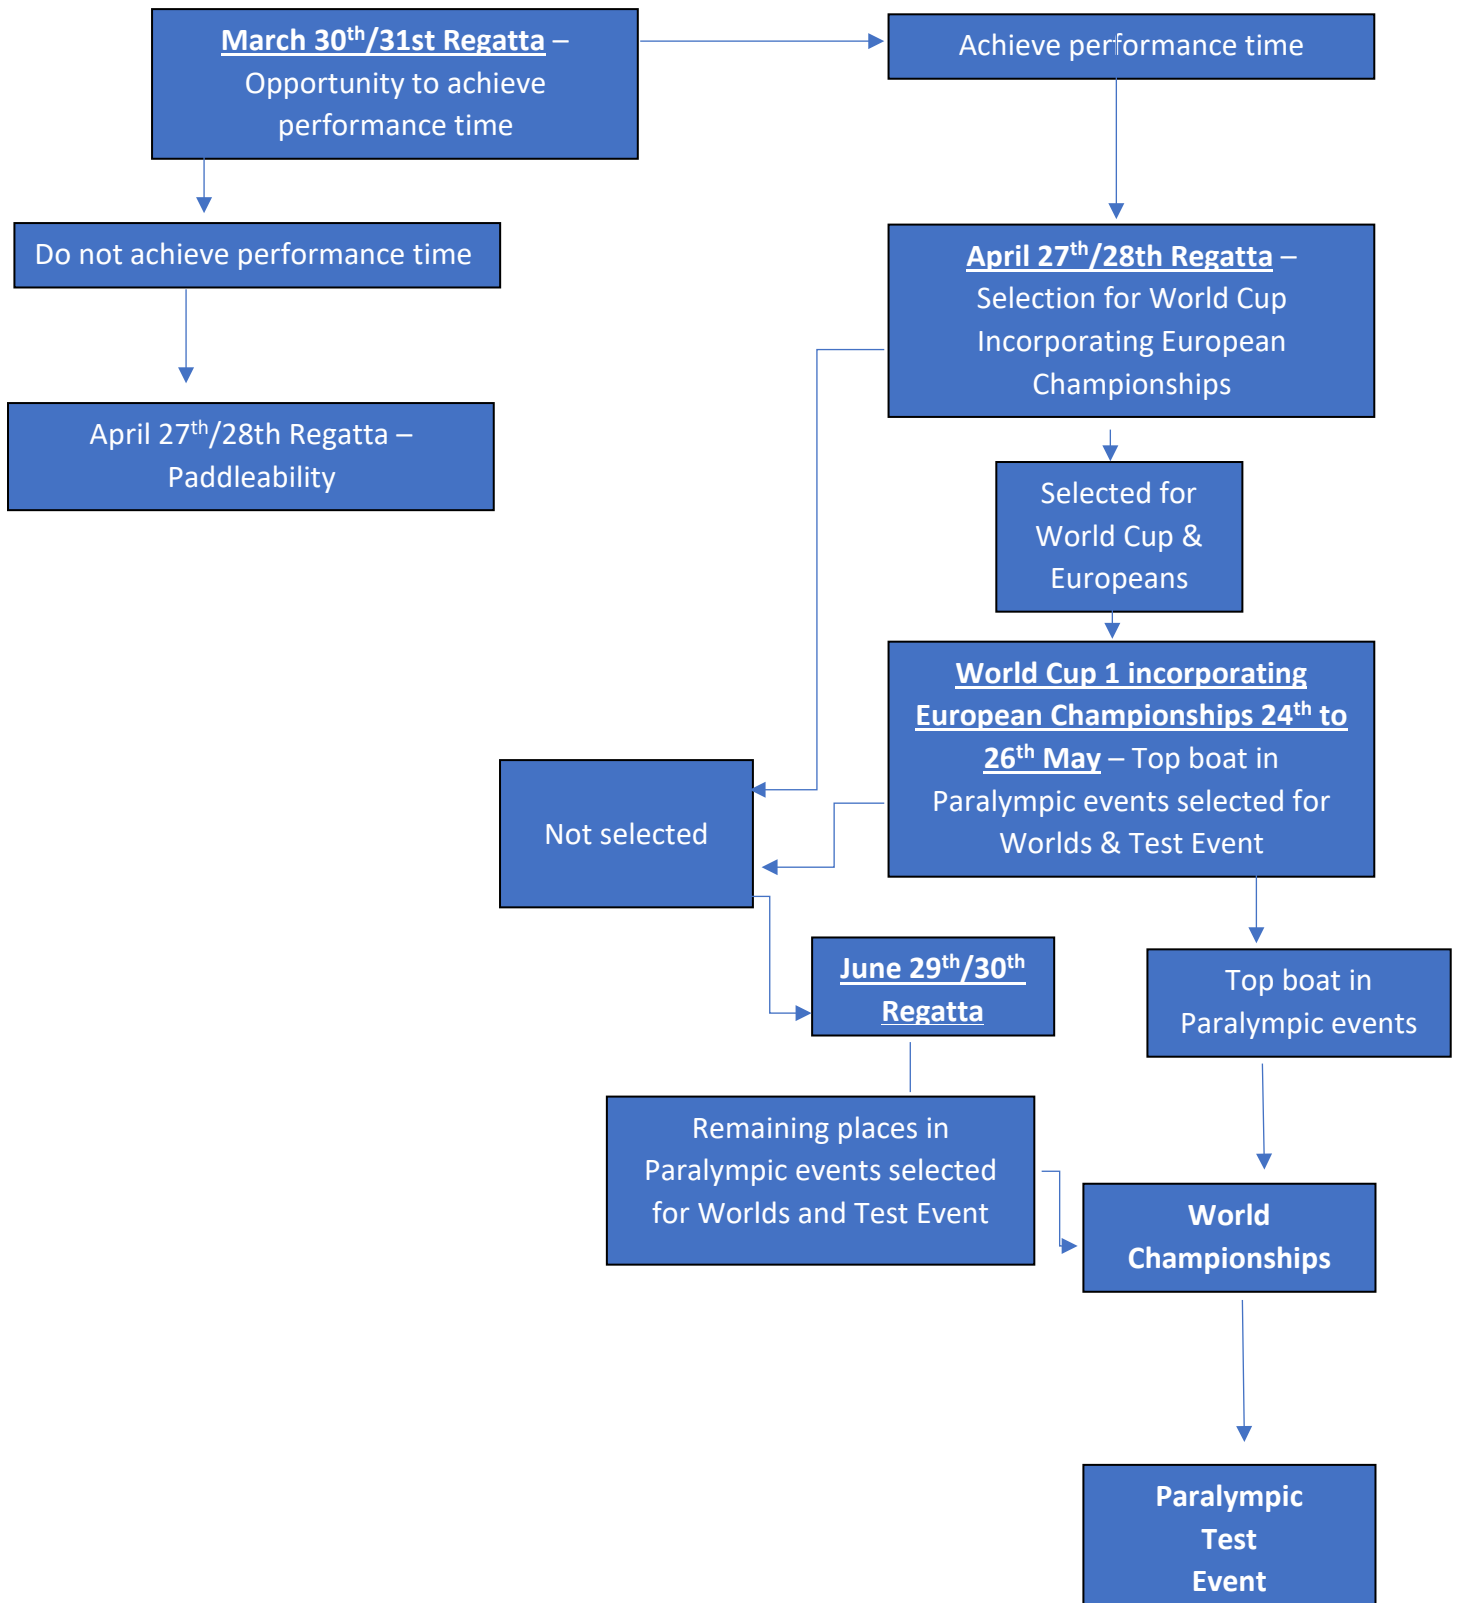 March 30th/31st Regatta –
Opportunity to achieve
performance time
Achieve performance time
Do not achieve performance time
April 27th/28th Regatta –
Selection for World Cup
Incorporating European
Championships
April 27th/28th Regatta –
Paddleability
Selected for
World Cup &
Europeans
World Cup 1 incorporating
European Championships 24th to
26th May – Top boat in
Paralympic events selected for
Worlds & Test Event
Not selected
June 29th/30th
Regatta
Top boat in
Paralympic events
Remaining places in
Paralympic events selected
for Worlds and Test Event
World
Championships
Paralympic
Test
Event